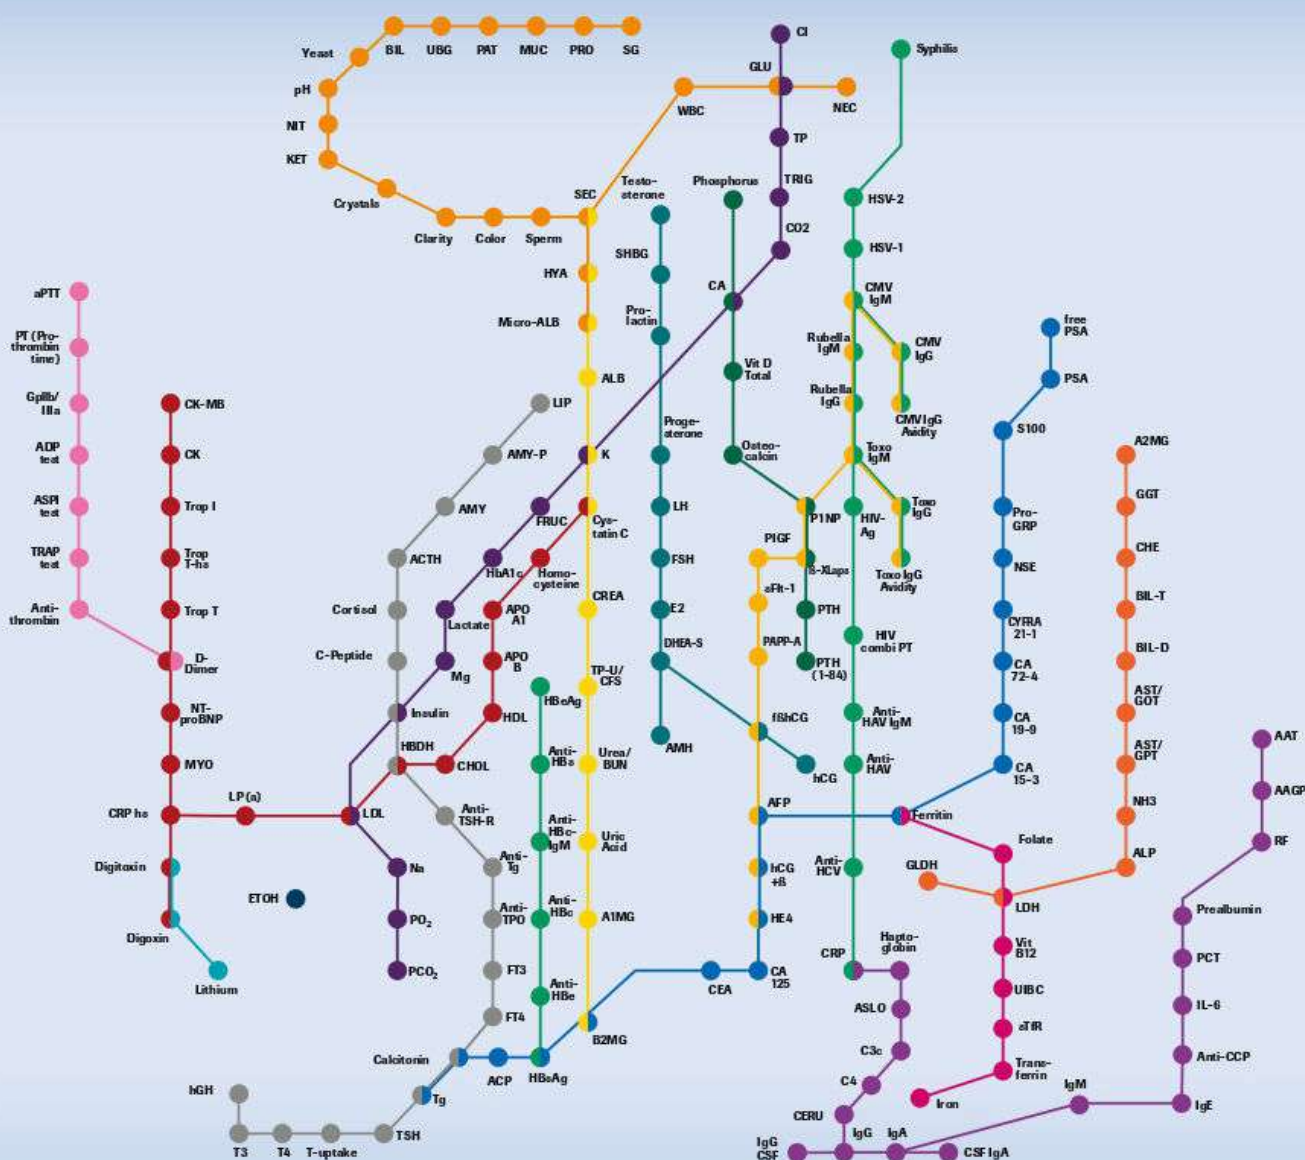 BIL
UBG
PAT
MUC
PRO
SG
Yeast
pH
NIT
KET
Crystals
Clarity
Color
Sperm
SEC
WBC
GLU
NEC
CI
TP
TRIG
CO2
Syphilis
HSV-2
HSV-1
CMV
IgM
Rubella
IgM
CMV
IgG
Rubella
IgG
CMV IgG
Avidity
Toxo
IgM
Toxo
IgG
Toxo IgG
Avidity
HIV-
Ag
HIV
combi PT
Anti-
HAV IgM
Anti-
HAV
Anti-
HCV
CRP
Phosphorus
CA
Vit D
Total
Osteo-
calcin
P1NP
ß-XLaps
PTH
PTH
(1-84)
Testo-
sterone
SHBG
Pro-
lactin
Proge-
sterone
LH
FSH
E2
DHEA-S
AMH
fßhCG
hCG
PlGF
sFlt-1
PAPP-A
AFP
hCG
+ß
HE4
CA
125
CEA
HYA
Micro-ALB
ALB
K
Cys-
tatin C
CREA
TP-U/
CFS
Urea/
BUN
Uric
Acid
A1MG
B2MG
aPTT
PT (Pro-
thrombin
time)
GpIIb/
IIIa
ADP
test
ASPI
test
TRAP
test
Anti-
thrombin
D-
Dimer
CK-MB
CK
Trop I
Trop
T-hs
Trop T
NT-
proBNP
MYO
CRP hs
Digitoxin
Digoxin
Lithium
LP (a)
LDL
ETOH
LIP
AMY-P
AMY
ACTH
Cortisol
C-Peptide
Insulin
HBDH
CHOL
HDL
APO
B
APO
A1
Homo-
cysteine
FRUC
HbA1c
Lactate
Mg
Na
PO2
PCO2
Anti-
TSH-R
Anti-
Tg
Anti-
TPO
FT3
FT4
Calcitonin
Tg
TSH
T-uptake
T4
T3
hGH
ACP
HBsAg
HBeAg
Anti-
HBs
Anti-
HBc-
IgM
Anti-
HBc
Anti-
HBe
free
PSA
PSA
S100
Pro-
GRP
NSE
CYFRA
21-1
CA
72-4
CA
19-9
CA
15-3
Ferritin
Folate
LDH
GLDH
Vit
B12
UIBC
sTfR
Trans-
ferrin
Iron
A2MG
GGT
CHE
BIL-T
BIL-D
AST/
GOT
AST/
GPT
NH3
ALP
AAT
AAGP
RF
Prealbumin
PCT
IL-6
Anti-CCP
IgE
IgM
Hapto-
globin
ASLO
C3c
C4
CERU
IgG
CSF
IgG
IgA
CSF IgA